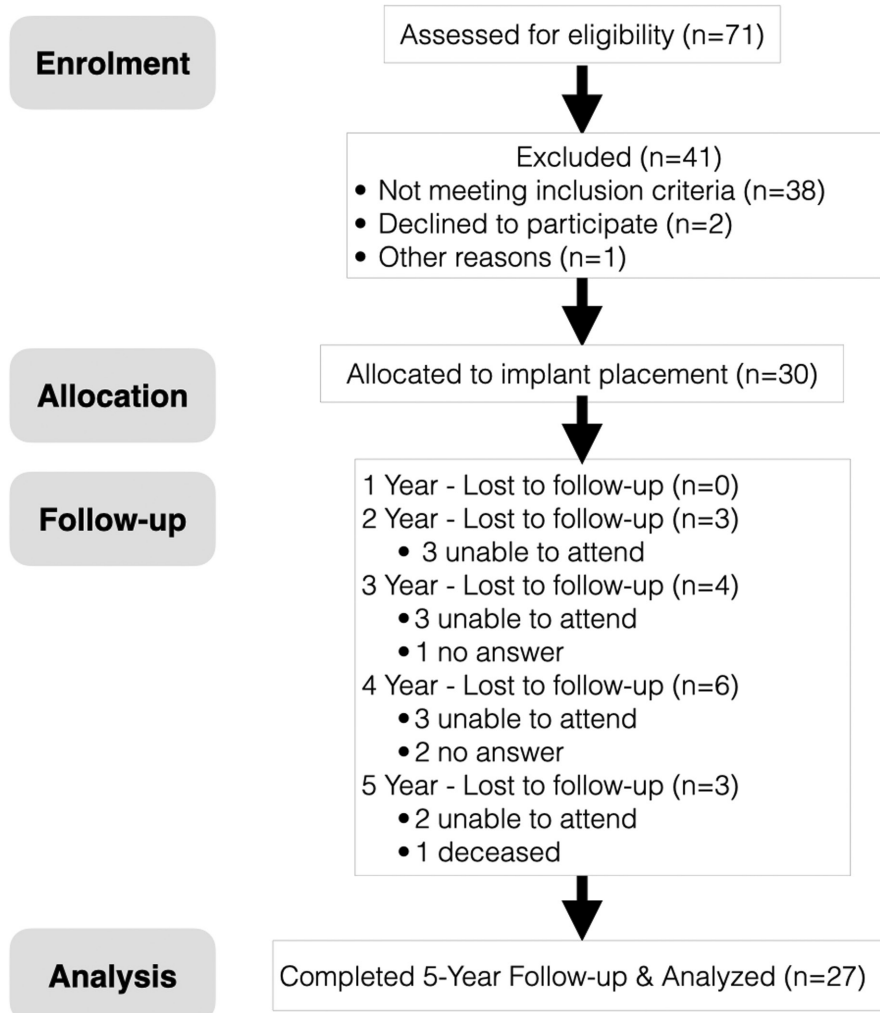 Enrolment
Assessed for eligibility (n=71)
Excluded (n=41)
• Not meeting inclusion criteria (n=38)
• Declined to participate (n=2)
• Other reasons (n=1)
Allocation
Allocated to implant placement (n=30)
Follow-up
1 Year - Lost to follow-up (n=0)
2 Year - Lost to follow-up (n=3)
• 3 unable to attend
3 Year - Lost to follow-up (n=4)
• 3 unable to attend
• 1 no answer
4 Year - Lost to follow-up (n=6)
• 3 unable to attend
• 2 no answer
5 Year - Lost to follow-up (n=3)
• 2 unable to attend
• 1 deceased
Analysis
Completed 5-Year Follow-up & Analyzed (n=27)